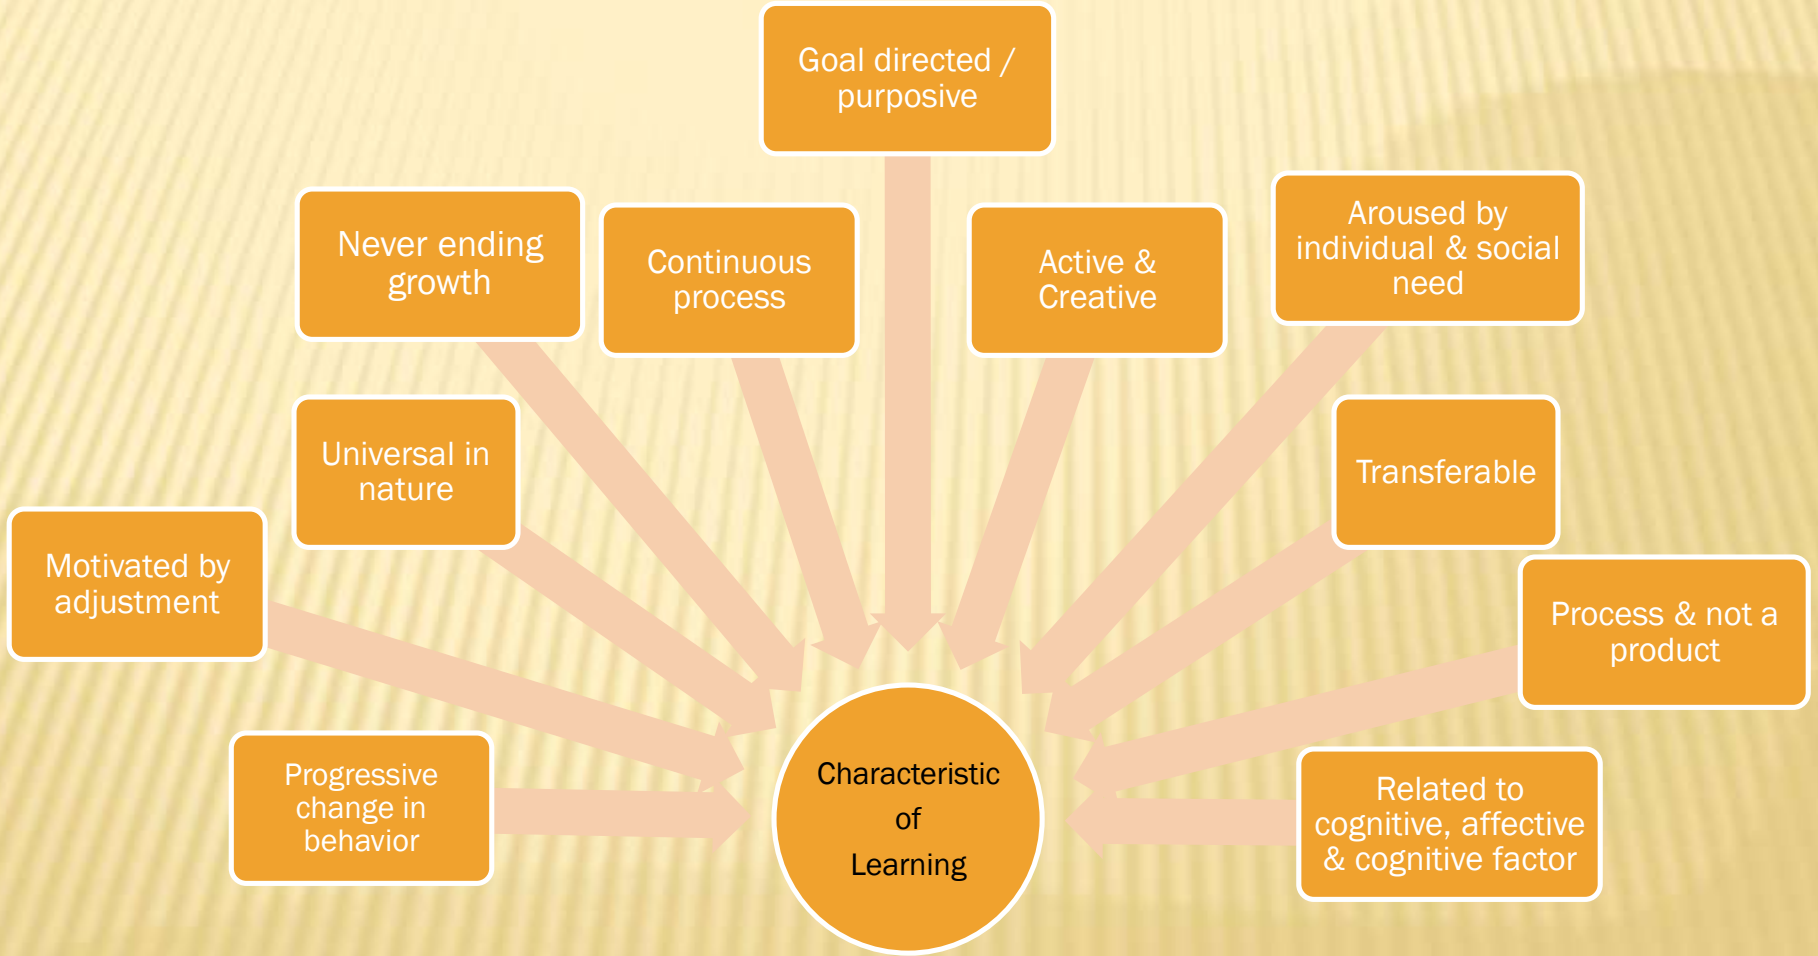 Goal directed /
purposive
Never ending
growth
Continuous
process
Active &
Creative
Aroused by
individual & social
need
Universal in
nature
Transferable
Motivated by
adjustment
Process & not a
product
Progressive
change in
behavior
Characteristic
of
Learning
Related to
cognitive, affective
& cognitive factor